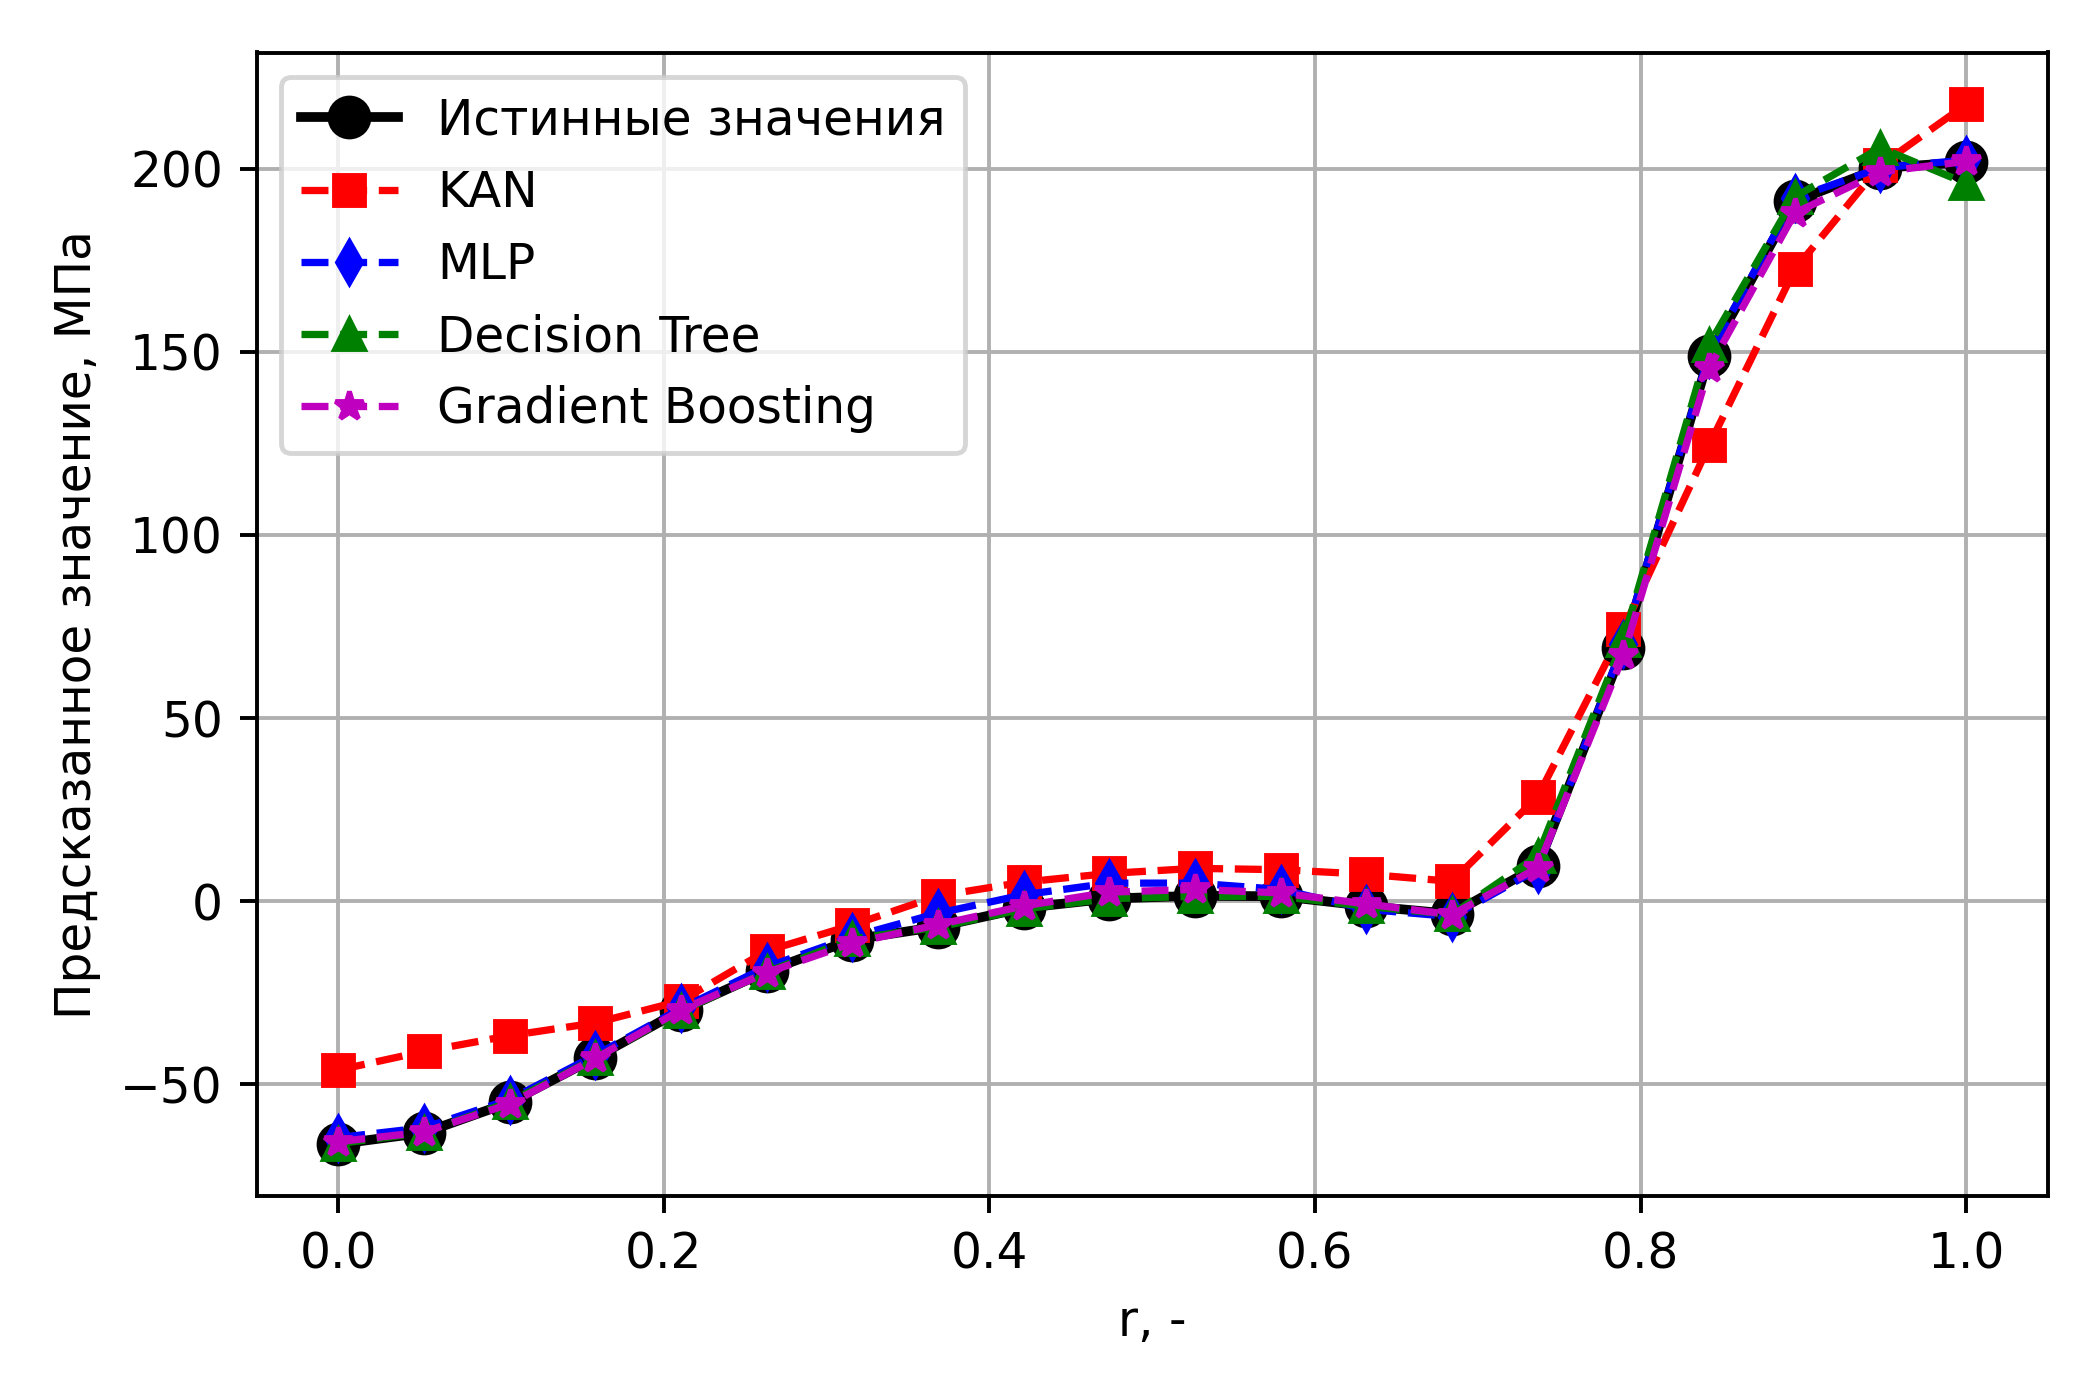 Истинные значения
KAN
MLP
Decision Tree
Gradient Boosting
Предсказанное значение, МПа
200
150
100
50
0
−50
0.0 0.2 0.4 0.6 0.8 1.0
r, -